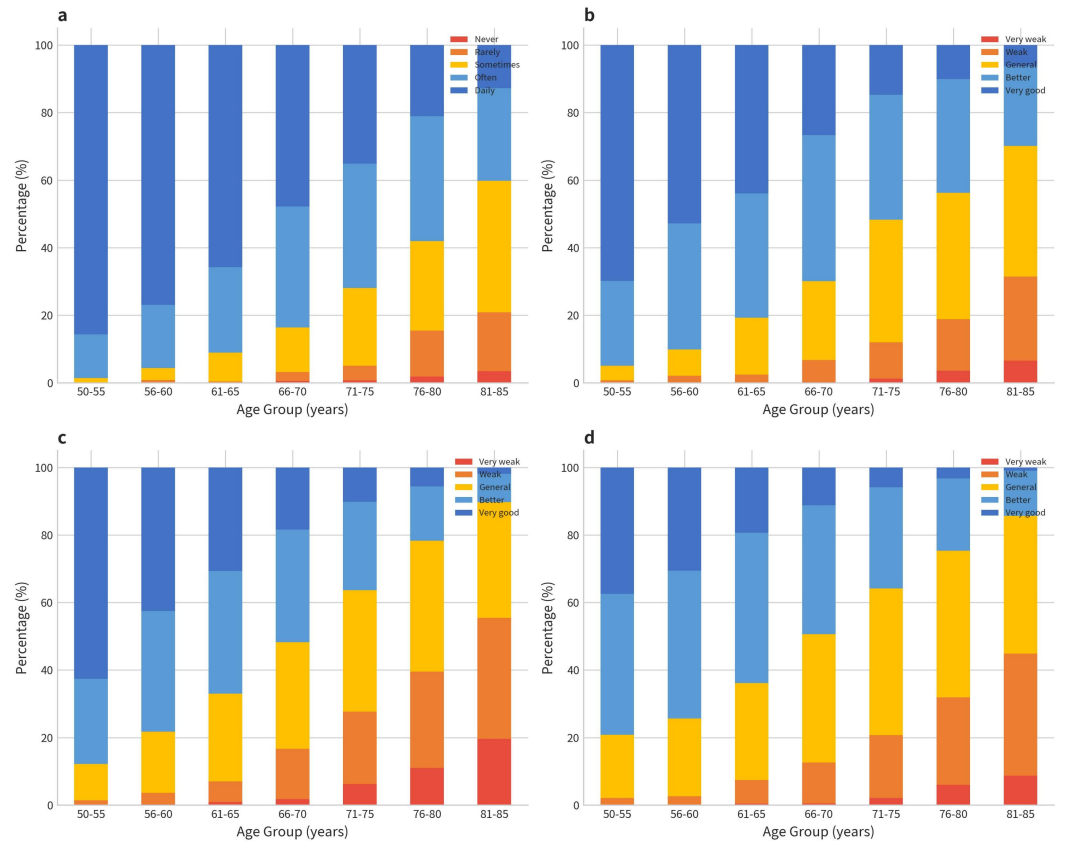 a
Never
Rarely
Sometimes
Often
Daily
100
80
60
40
20
0
Percentage (%)
50-55 56-60 61-65 66-70 71-75 76-80 81-85
Age Group (years)
b
Very weak
Weak
General
Better
Very good
100
80
60
40
20
0
Percentage (%)
50-55 56-60 61-65 66-70 71-75 76-80 81-85
Age Group (years)
c
Very weak
Weak
General
Better
Very good
100
80
60
40
20
0
Percentage (%)
50-55 56-60 61-65 66-70 71-75 76-80 81-85
Age Group (years)
d
Very weak
Weak
General
Better
Very good
100
80
60
40
20
0
Percentage (%)
50-55 56-60 61-65 66-70 71-75 76-80 81-85
Age Group (years)